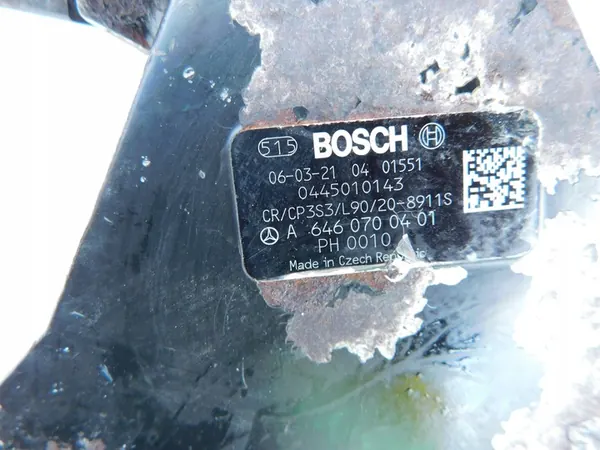 515 BOSCH
06-03-21 04 01551
0445010143
CR/CP3S3/L90/20-8911S
A 646 070 04 01
PH 0010
Made in Czech Republic